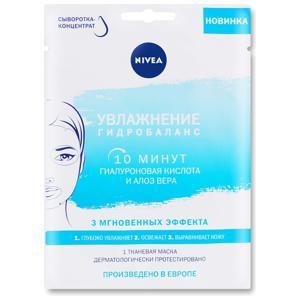 СЫВОРОТКА-
КОНЦЕНТРАТ
НОВИНКА
NIVEA
УВЛАЖНЕНИЕ
ГИДРОБАЛАНС
10 МИНУТ
ГИАЛУРОНОВАЯ КИСЛОТА
И АЛОЭ ВЕРА
3 МГНОВЕННЫХ ЭФФЕКТА
1. ГЛУБОКО УВЛАЖНЯЕТ 2. ОСВЕЖАЕТ 3. ВЫРАВНИВАЕТ КОЖУ
1 ТКАНЕВАЯ МАСКА
ДЕРМАТОЛОГИЧЕСКИ ПРОТЕСТИРОВАНО
ПРОИЗВЕДЕНО В ЕВРОПЕ